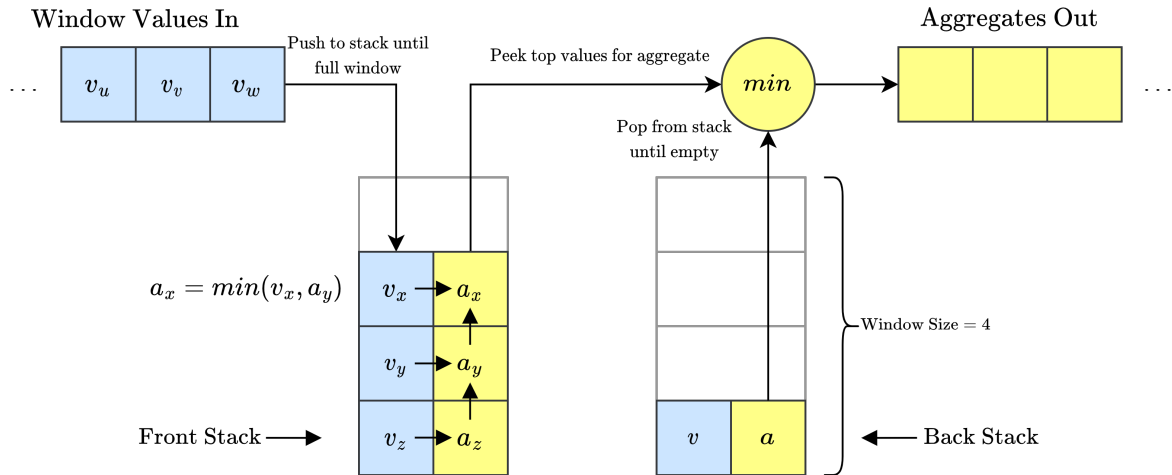 Window Values In
Aggregates Out
Push to stack until
full window
Peek top values for aggregate
... v_u v_v v_w
min
...
Pop from stack
until empty
a_x = min(v_x, a_y)
v_x a_x
v_y a_y
Window Size = 4
Front Stack
v_z a_z
v a
Back Stack